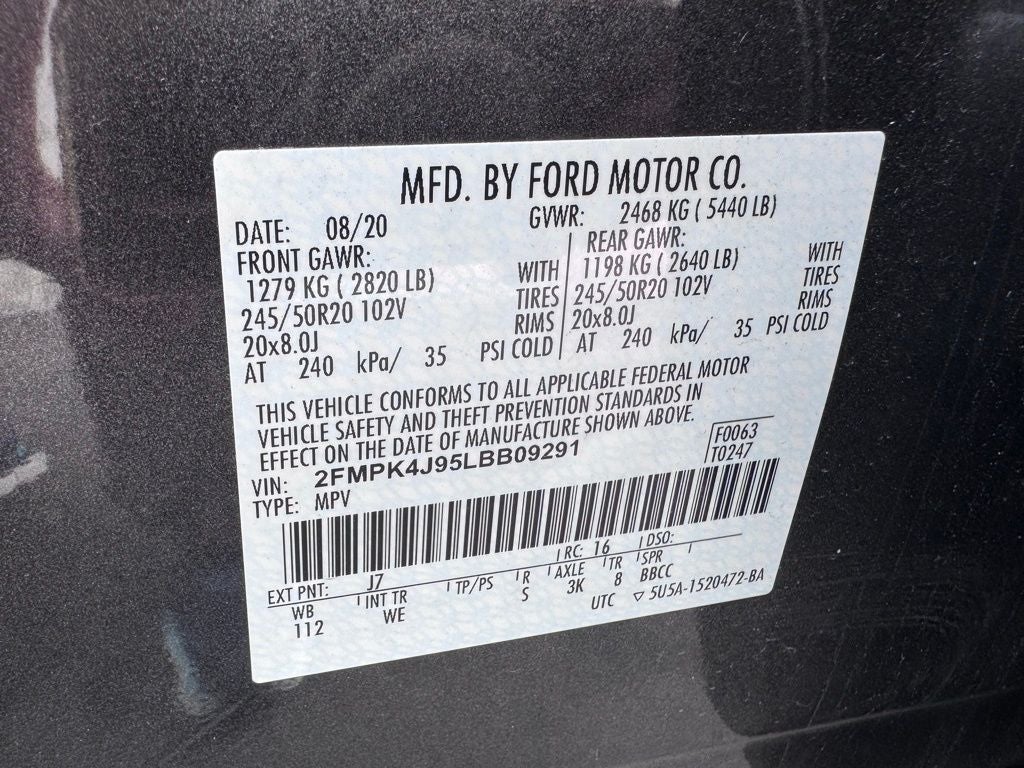 MFD. BY FORD MOTOR CO.
DATE: 08/20 GVWR: 2468 KG ( 5440 LB)
FRONT GAWR: REAR GAWR:
1279 KG ( 2820 LB) WITH 1198 KG ( 2640 LB) WITH
245/50R20 102V TIRES 245/50R20 102V TIRES
20x8.0J RIMS 20x8.0J RIMS
AT 240 kPa/ 35 PSI COLD AT 240 kPa/ 35 PSI COLD
THIS VEHICLE CONFORMS TO ALL APPLICABLE FEDERAL MOTOR
VEHICLE SAFETY AND THEFT PREVENTION STANDARDS IN
EFFECT ON THE DATE OF MANUFACTURE SHOWN ABOVE.
VIN: 2FMPK4J95LBB09291 F0063
TYPE: MPV T0247
EXT PNT: J7 RC: 16 DSO:
WB INT TR TP/PS R AXLE TR SPR
112 WE S 3K 8 BBCC
UTC ▽ 5U5A-1520472-BA